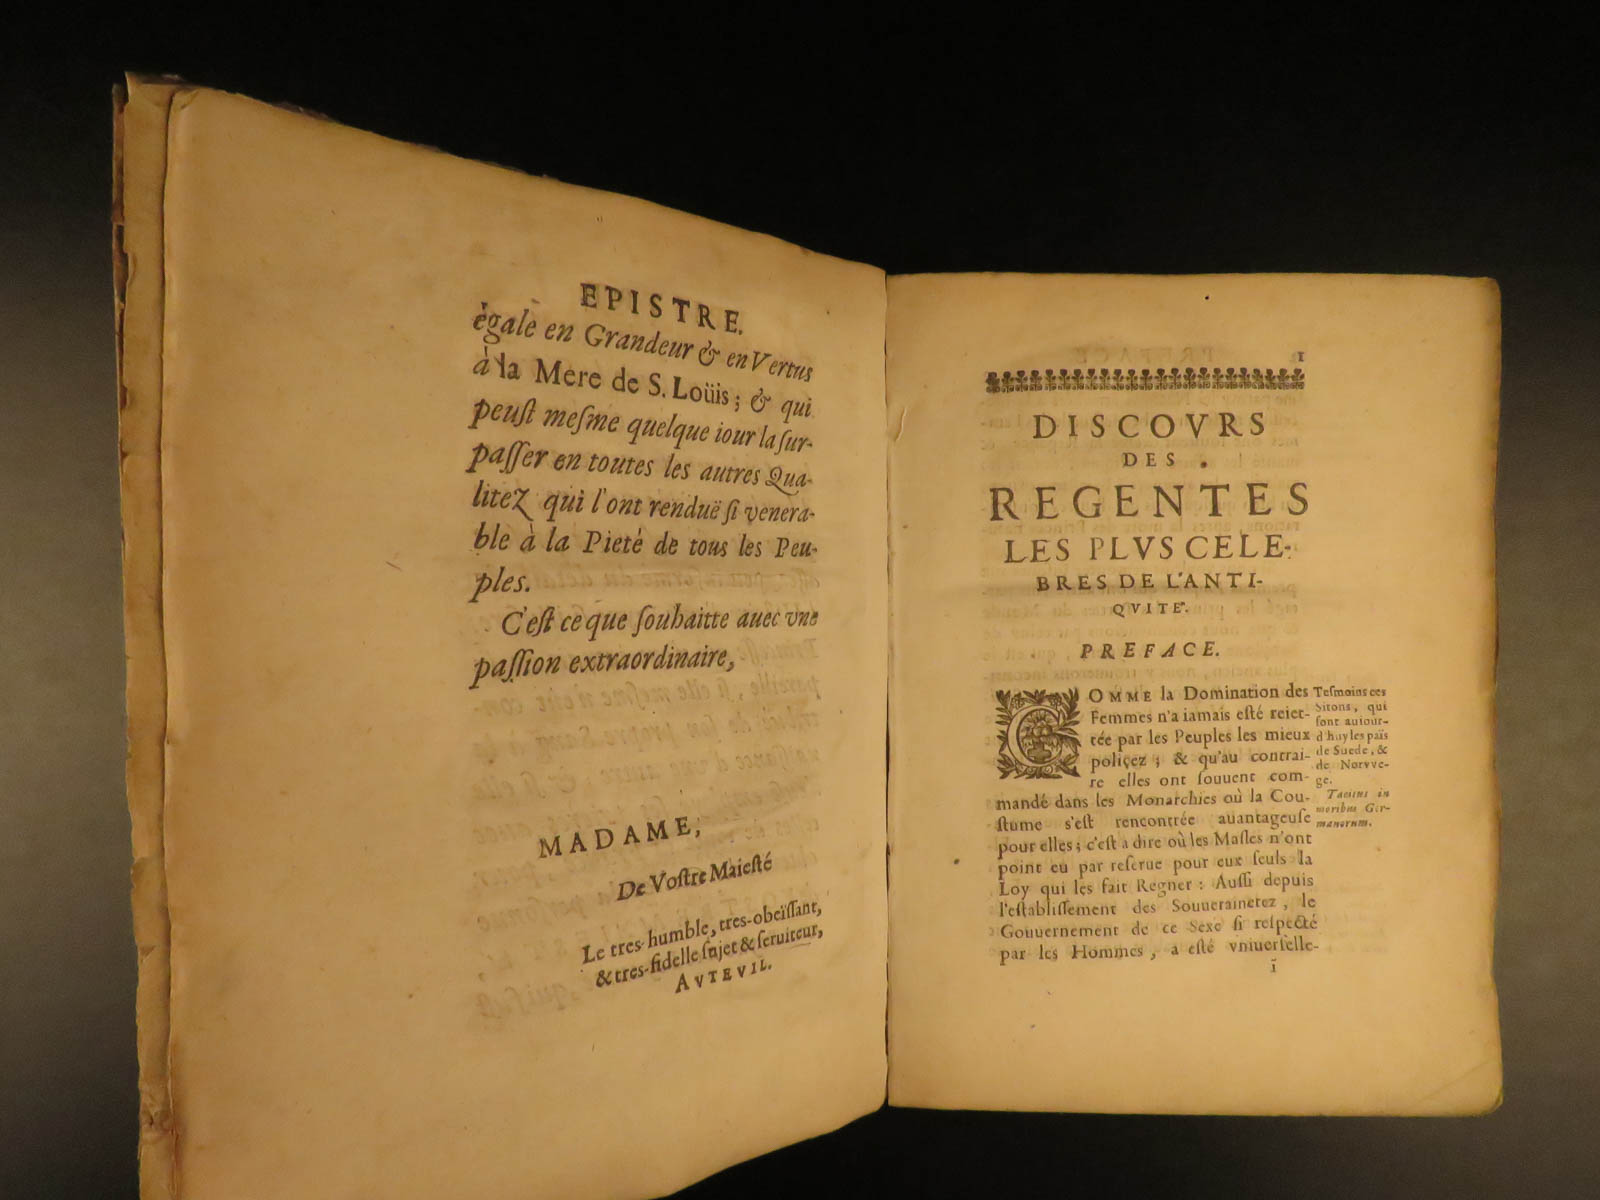 EPISTRE.
égale en Grandeur & en Vertus
à la Mere de S. Loüis; & qui
peuſt meſme quelque iour la ſur-
paſſer en toutes les autres Qua-
litez qui l'ont renduë ſi venera-
ble à la Pieté de tous les Peu-
ples.
C'eſt ce que ſouhaitte auec vne
paſſion extraordinaire,
MADAME,
De Voſtre Maieſté
Le tres-humble, tres-obeïſſant,
& tres-fidelle ſujet & ſeruiteur,
AVTEVIL.
1
DISCOVRS
DES
REGENTES
LES PLVS CELE-
BRES DE L'ANTI-
QVITE'.
PREFACE.
COMME la Domination des
Femmes n'a iamais eſté reiet-
tée par les Peuples les mieux
poliçez; & qu'au contrai-
re elles ont ſouuent com-
mandé dans les Monarchies où la Cou-
ſtume s'eſt rencontrée auantageuſe
pour elles; c'eſt a dire où les Maſles n'ont
point eu par reſerue pour eux ſeuls la
Loy qui les fait Regner: Auſſi depuis
l'eſtabliſſement des Souuerainetez, le
Gouuernement de ce Sexe ſi reſpecté
par les Hommes, a eſté vniuerſelle-
i
Teſmoins ces
Sitons, qui
ſont auiour-
d'huy les païs
de Suede, &
de Norvve-
ge.
Tacitus in
moribus Ger-
manorum.